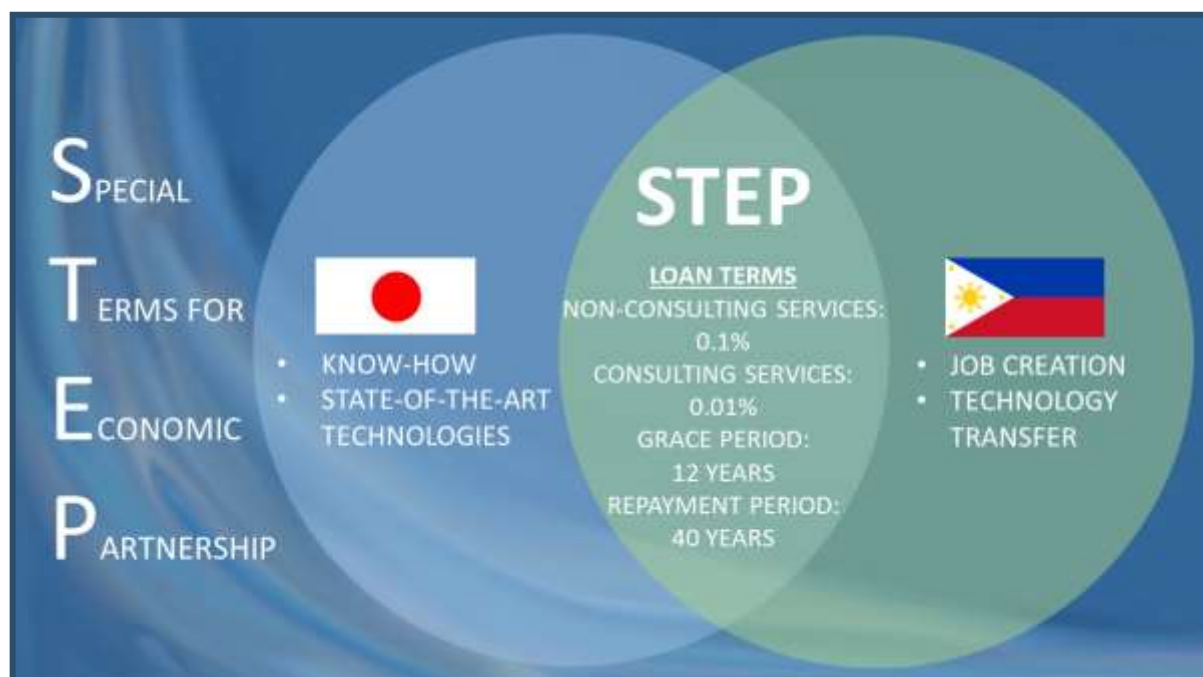 SPECIAL
TERMS FOR
ECONOMIC
PARTNERSHIP
• KNOW-HOW
• STATE-OF-THE-ART
TECHNOLOGIES
STEP
LOAN TERMS
NON-CONSULTING SERVICES:
0.1%
CONSULTING SERVICES:
0.01%
GRACE PERIOD:
12 YEARS
REPAYMENT PERIOD:
40 YEARS
• JOB CREATION
• TECHNOLOGY
TRANSFER